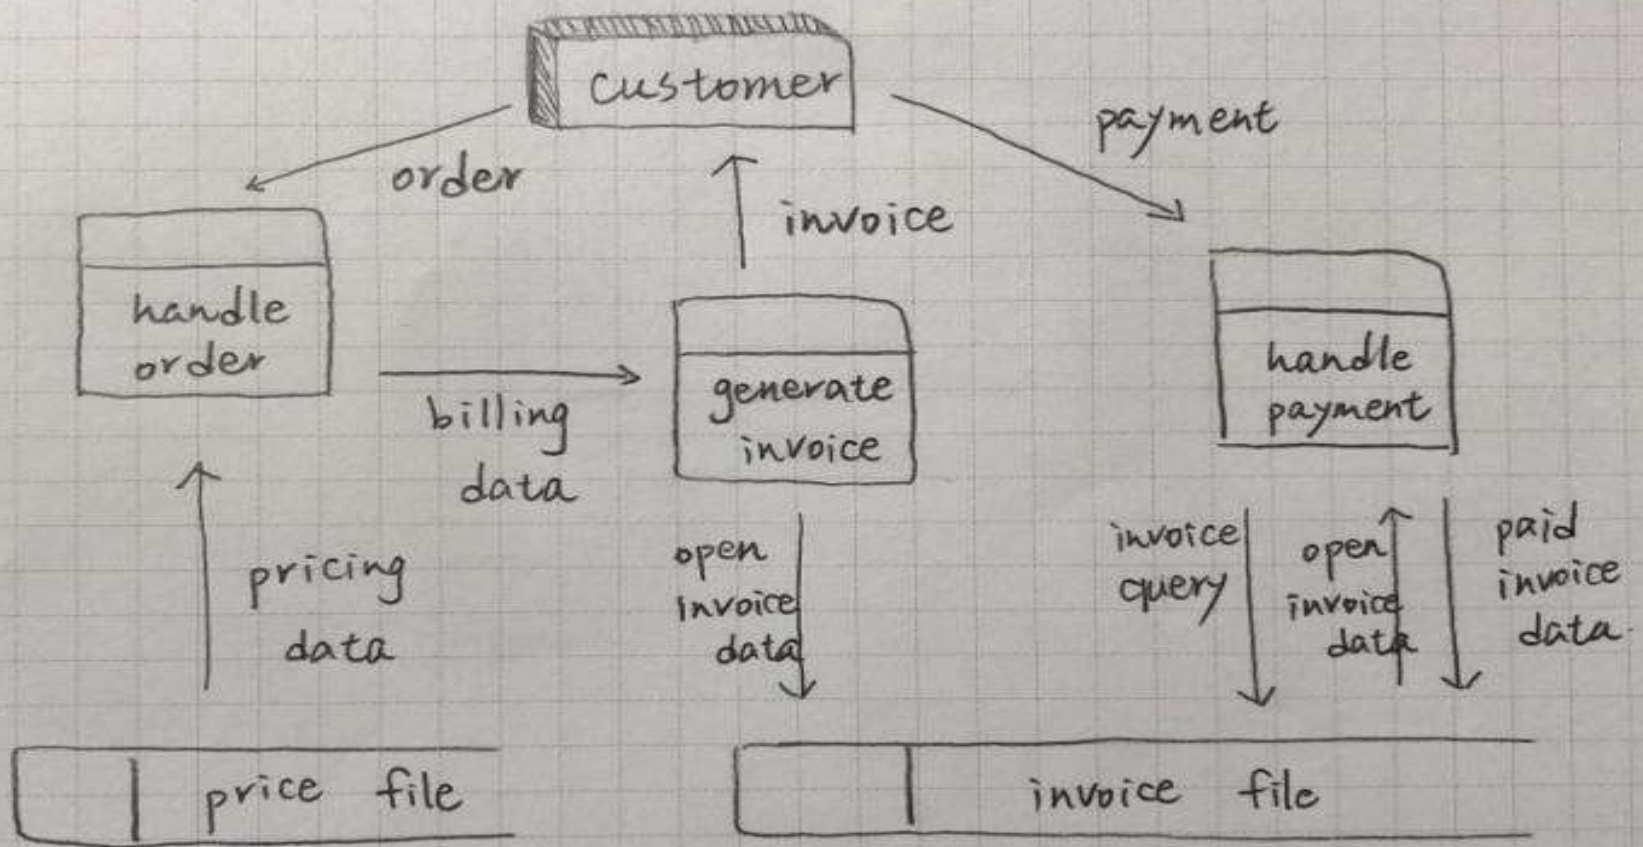 customer
order
payment
invoice
handle
order
billing
data
generate
invoice
handle
payment
pricing
data
open
invoice
data
invoice
query
open
invoice
data
paid
invoice
data.
price file
invoice file